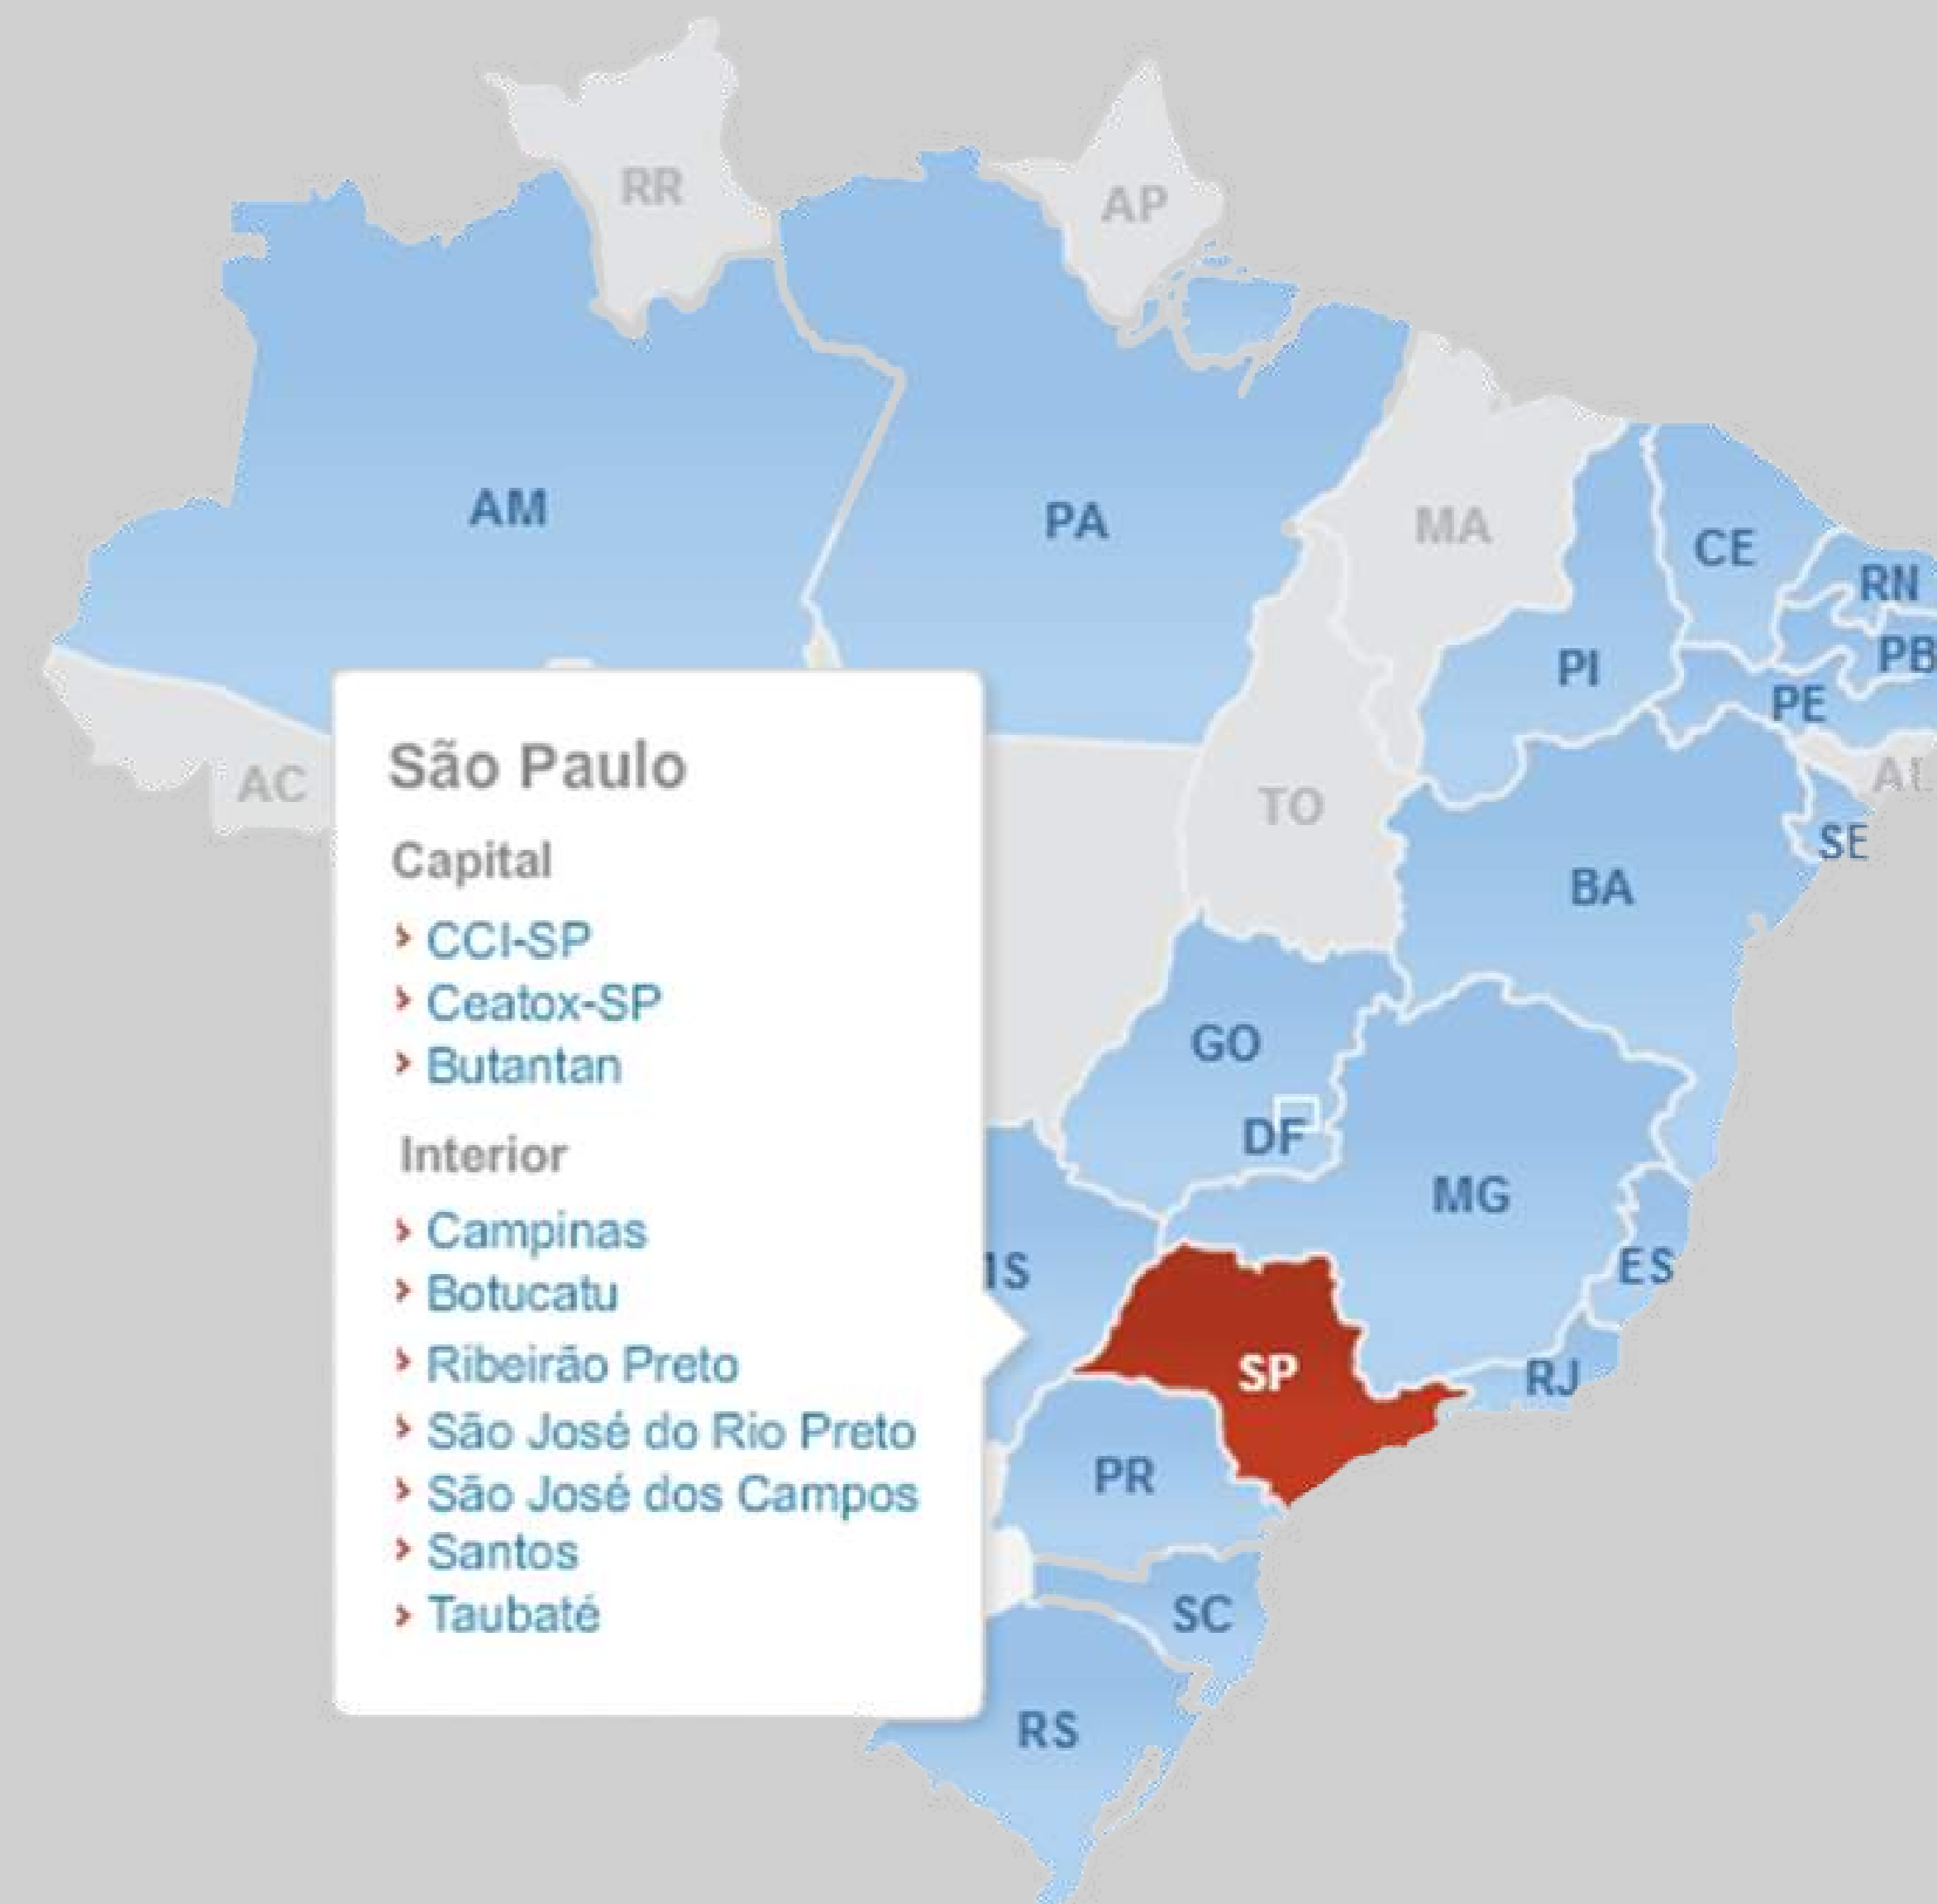 RR
AP
AM
PA
MA
CE
RN
PI
PB
PE
AC
TO
SE
BA
GO
DF
MG
ES
SP
RJ
PR
SC
RS
São Paulo
Capital
CCI-SP
Ceatox-SP
Butantan
Interior
Campinas
Botucatu
Ribeirão Preto
São José do Rio Preto
São José dos Campos
Santos
Taubaté